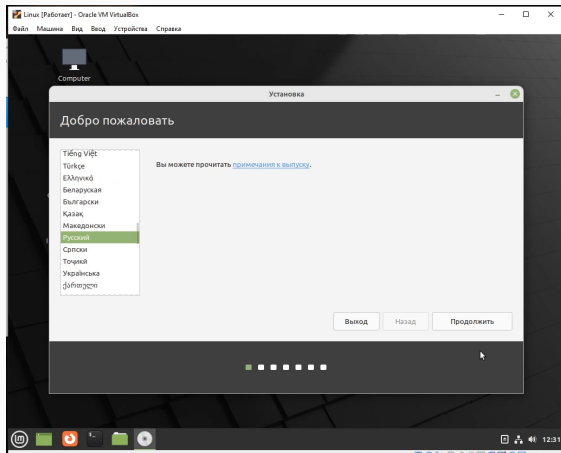 Linux [Работает] - Oracle VM VirtualBox
Файл Машина Вид Ввод Устройства Справка
Computer
Установка
Добро пожаловать
Tiếng Việt
Türkçe
Ελληνικά
Беларуская
Български
Қазақ
Македонски
Русский
Српски
Тоҷикӣ
Українська
ქართული
Вы можете прочитать примечания к выпуску.
Выход Назад Продолжить
12:31